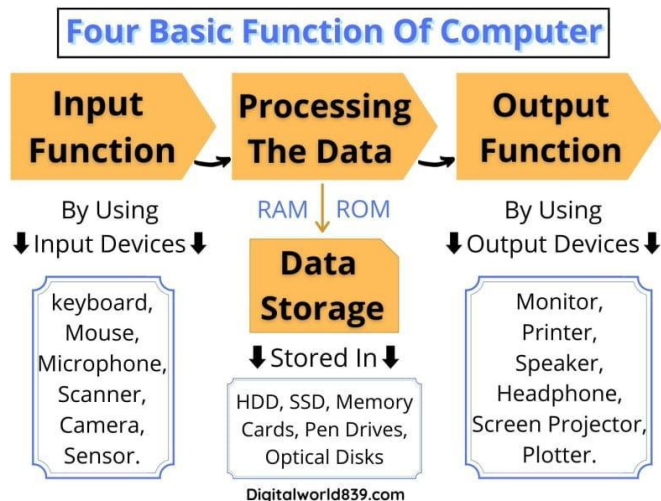 Four Basic Function Of Computer
Input
Function
Processing
The Data
Output
Function
By Using
Input Devices
keyboard,
Mouse,
Microphone,
Scanner,
Camera,
Sensor.
RAM ROM
Data
Storage
Stored In
HDD, SSD, Memory
Cards, Pen Drives,
Optical Disks
By Using
Output Devices
Monitor,
Printer,
Speaker,
Headphone,
Screen Projector,
Plotter.
Digitalworld839.com